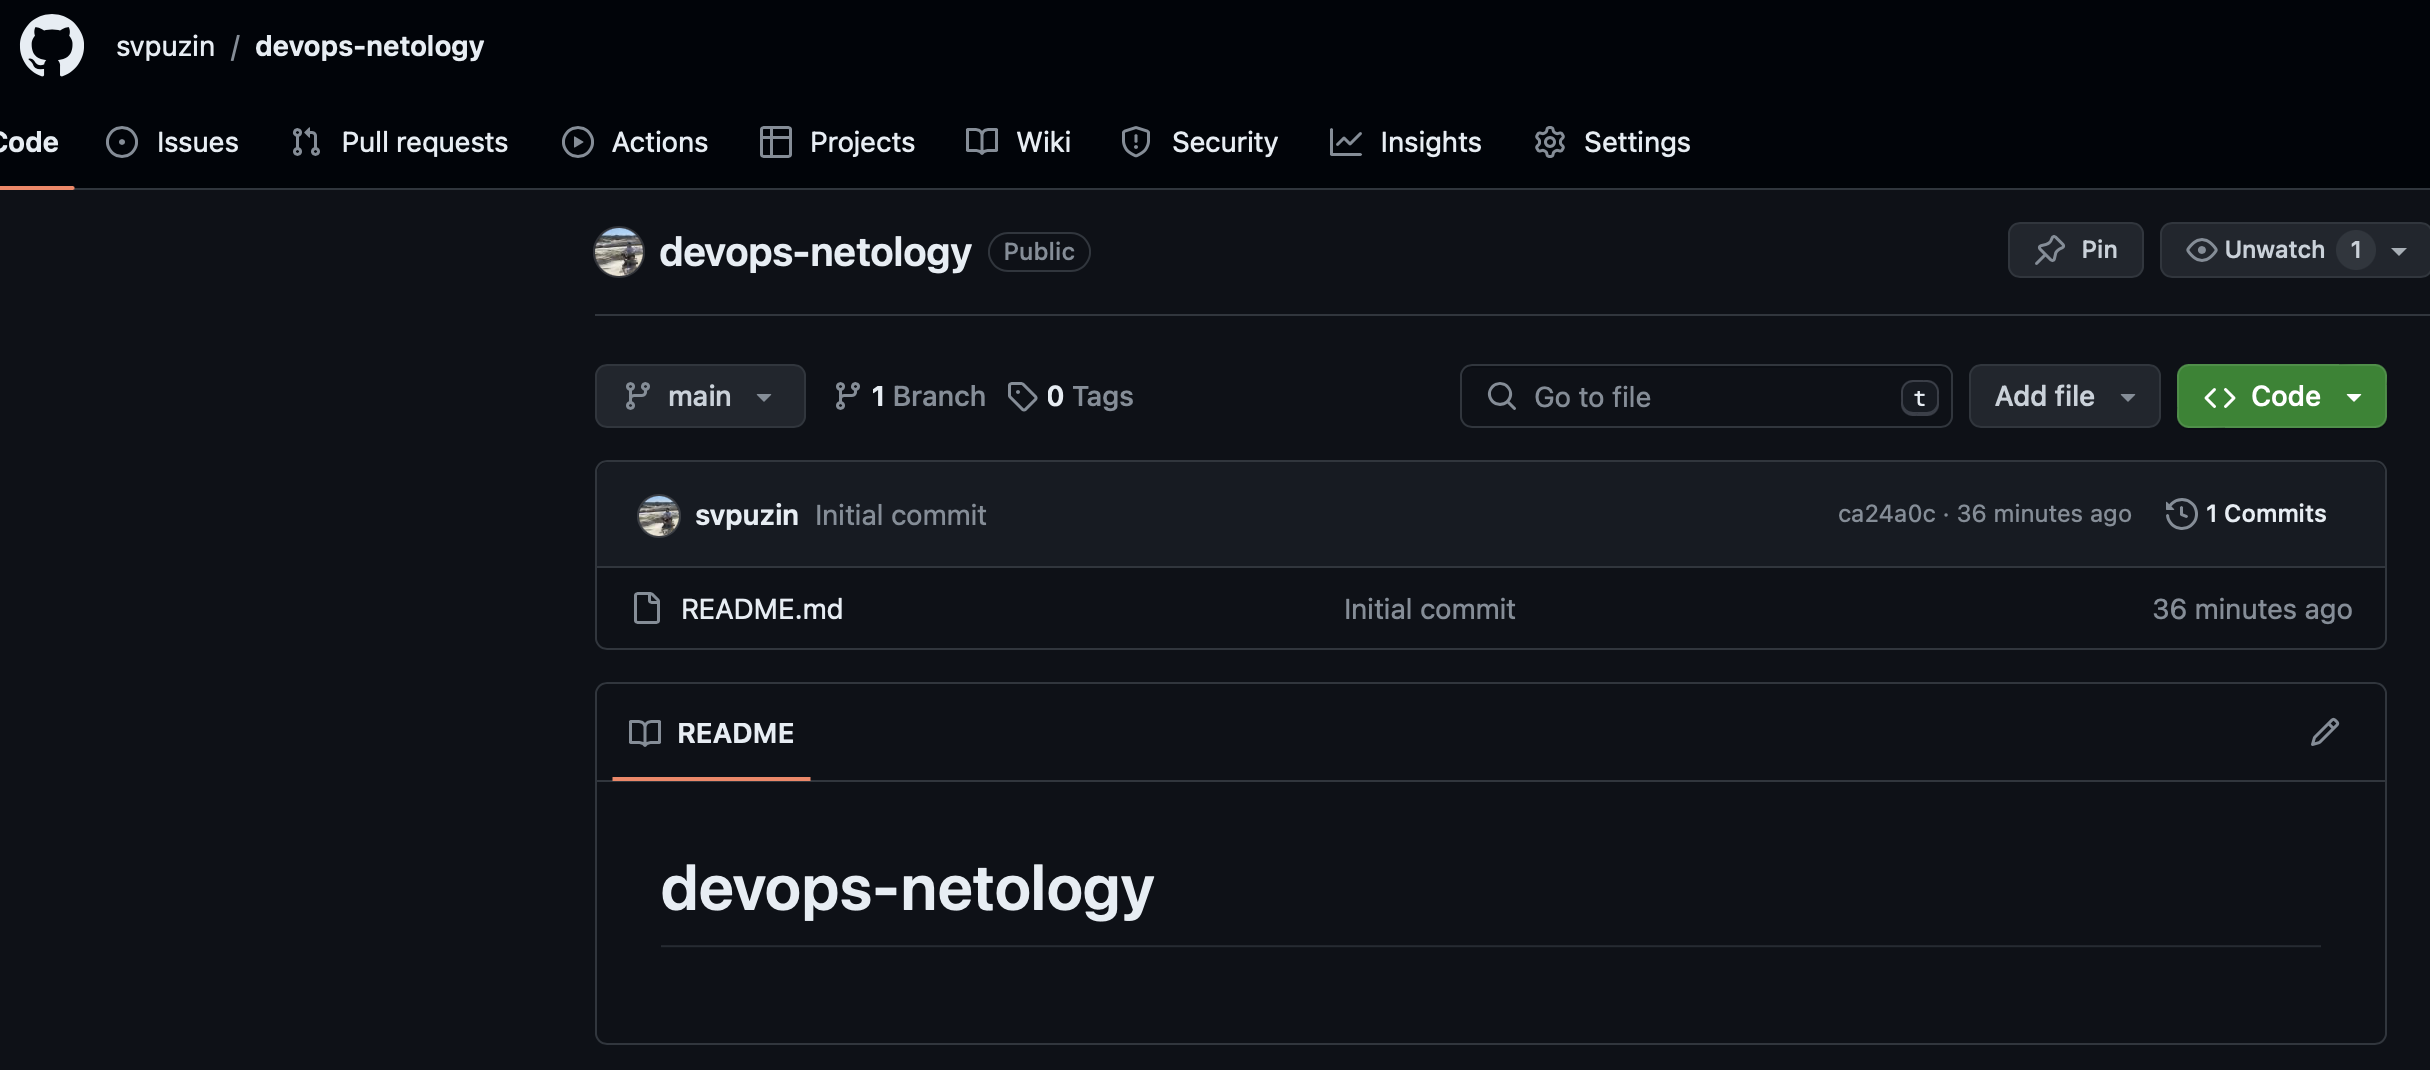 svpuzin / devops-netology
Code Issues Pull requests Actions Projects Wiki Security Insights Settings
devops-netology Public Pin Unwatch 1
main 1 Branch 0 Tags Go to file t Add file Code
svpuzin Initial commit ca24a0c · 36 minutes ago 1 Commits
README.md Initial commit 36 minutes ago
README
devops-netology